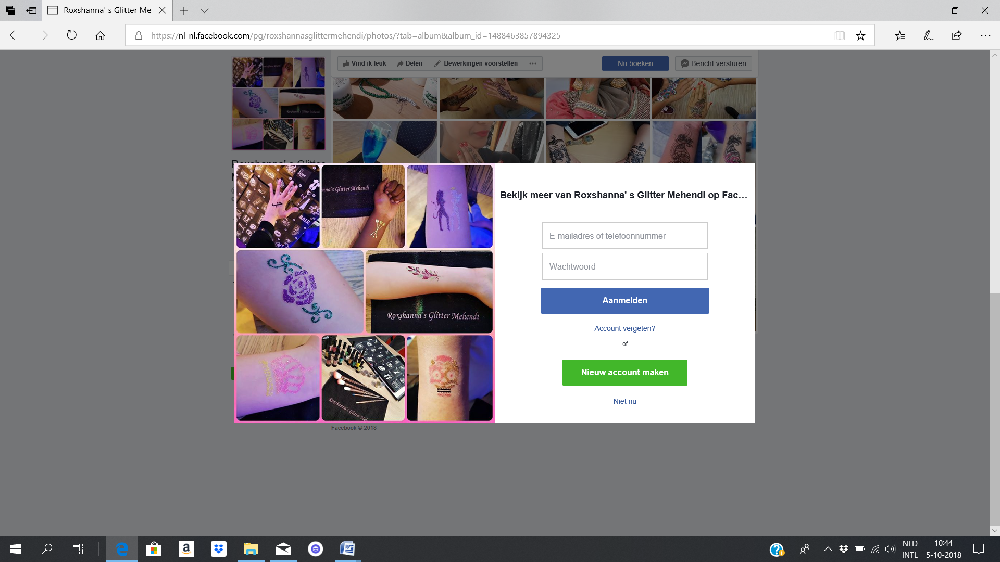 Roxshanna' s Glitter Me
https://nl-nl.facebook.com/pg/roxshannasglittermehendi/photos/?tab=album&album_id=1488463857894325
Vind ik leuk
Delen
Bewerkingen voorstellen
Nu boeken
Bericht versturen
Bekijk meer van Roxshanna' s Glitter Mehendi op Fac...
E-mailadres of telefoonnummer
Wachtwoord
Aanmelden
Account vergeten?
of
Nieuw account maken
Niet nu
Love
BALR.
nna's Glitter Mehendi
Roxshanna's Glitter Mehendi
Roxshanna's Glitter Meh
Facebook © 2018
NLD
INTL
10:44
5-10-2018